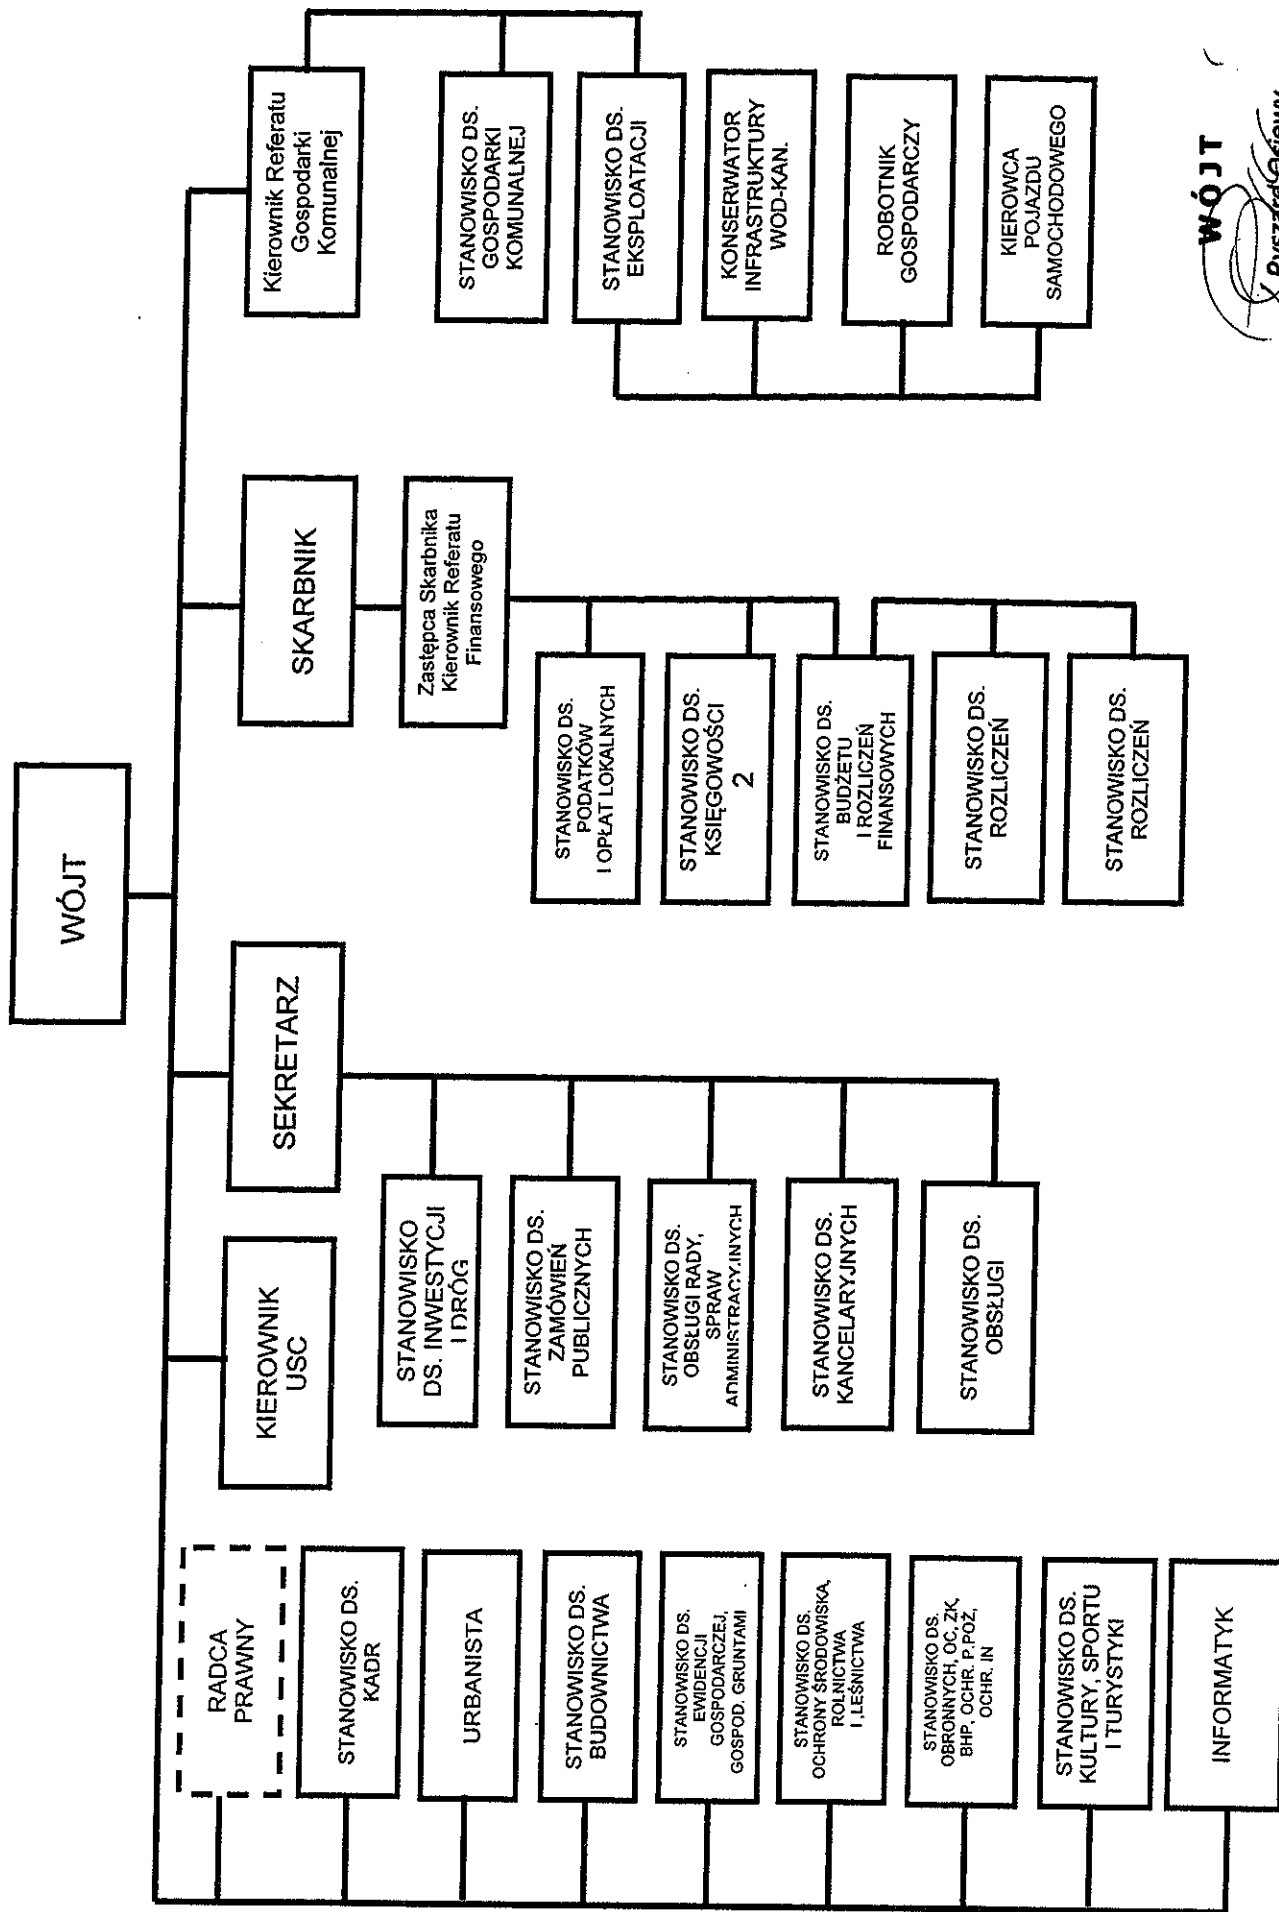 WÓJT
RADCA
PRAWNY
STANOWISKO DS.
KADR
URBANISTA
STANOWISKO DS.
BUDOWNICTWA
STANOWISKO DS.
EWIDENCJI
GOSPODARCZEJ,
GOSPOD. GRUNTAMI
STANOWISKO DS.
OCHRONY ŚRODOWISKA,
ROLNICTWA
I LEŚNICTWA
STANOWISKO DS.
OBRONNYCH, OC, ZK,
BHP, OCHR. P.POŻ,
OCHR. IN
STANOWISKO DS.
KULTURY, SPORTU
I TURYSTYKI
INFORMATYK
KIEROWNIK
USC
SEKRETARZ
STANOWISKO
DS. INWESTYCJI
I DRÓG
STANOWISKO DS.
ZAMÓWIEŃ
PUBLICZNYCH
STANOWISKO DS.
OBSŁUGI RADY,
SPRAW
ADMINISTRACYJNYCH
STANOWISKO DS.
KANCELARYJNYCH
STANOWISKO DS.
OBSŁUGI
SKARBNIK
Zastępca Skarbnika
Kierownik Referatu
Finansowego
STANOWISKO DS.
PODATKÓW
I OPŁAT LOKALNYCH
STANOWISKO DS.
KSIĘGOWOŚCI
2
STANOWISKO DS.
BUDŻETU
I ROZLICZEŃ
FINANSOWYCH
STANOWISKO DS.
ROZLICZEŃ
STANOWISKO DS.
ROZLICZEŃ
Kierownik Referatu
Gospodarki
Komunalnej
STANOWISKO DS.
GOSPODARKI
KOMUNALNEJ
STANOWISKO DS.
EKSPLOATACJI
KONSERWATOR
INFRASTRUKTURY
WOD-KAN.
ROBOTNIK
GOSPODARCZY
KIEROWCA
POJAZDU
SAMOCHODOWEGO
WÓJT
Ryszard